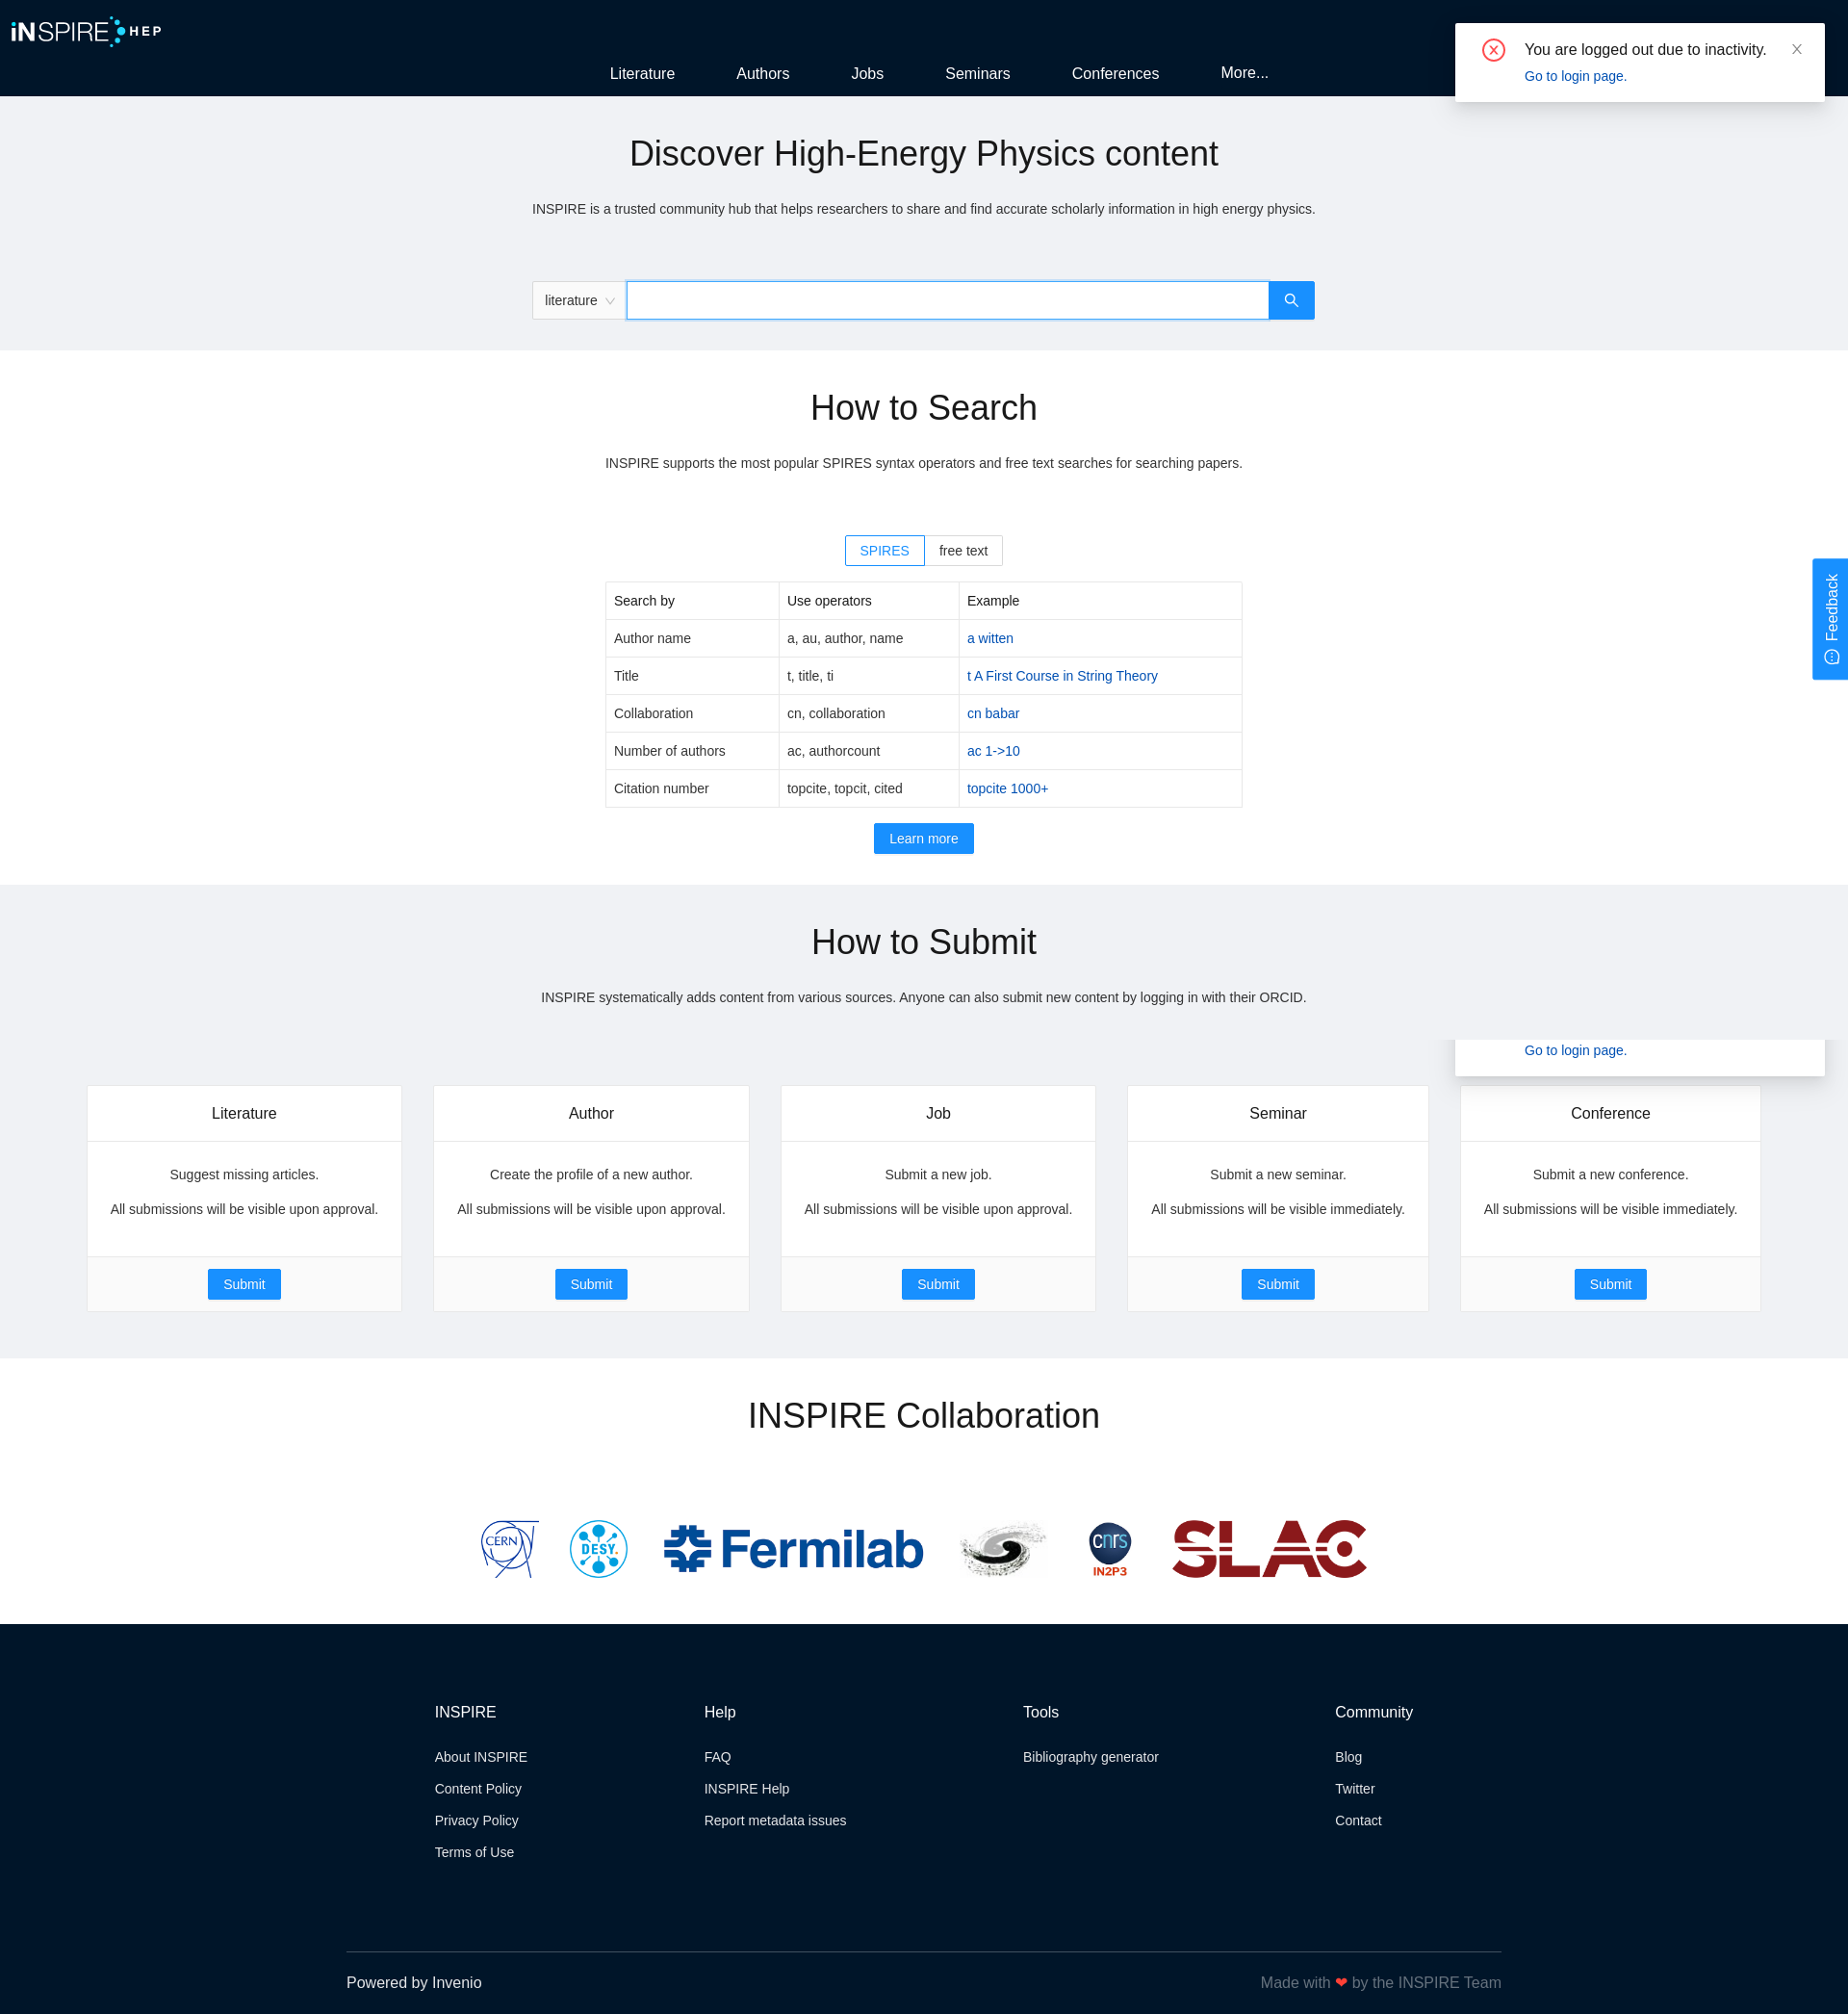 iNSPIRE HEP
Literature Authors Jobs Seminars Conferences More...
You are logged out due to inactivity.
Go to login page.
Discover High-Energy Physics content
INSPIRE is a trusted community hub that helps researchers to share and find accurate scholarly information in high energy physics.
literature
How to Search
INSPIRE supports the most popular SPIRES syntax operators and free text searches for searching papers.
SPIRES free text
Feedback
Search by Use operators Example
Author name a, au, author, name a witten
Title t, title, ti t A First Course in String Theory
Collaboration cn, collaboration cn babar
Number of authors ac, authorcount ac 1->10
Citation number topcite, topcit, cited topcite 1000+
Learn more
How to Submit
INSPIRE systematically adds content from various sources. Anyone can also submit new content by logging in with their ORCID.
Go to login page.
Literature Author Job Seminar Conference
Suggest missing articles. Create the profile of a new author. Submit a new job. Submit a new seminar. Submit a new conference.
All submissions will be visible upon approval. All submissions will be visible upon approval. All submissions will be visible upon approval. All submissions will be visible immediately. All submissions will be visible immediately.
Submit Submit Submit Submit Submit
INSPIRE Collaboration
CERN DESY. Fermilab cnrs IN2P3 SLAC
INSPIRE
About INSPIRE
Content Policy
Privacy Policy
Terms of Use
Help
FAQ
INSPIRE Help
Report metadata issues
Tools
Bibliography generator
Community
Blog
Twitter
Contact
Powered by Invenio
Made with ❤ by the INSPIRE Team